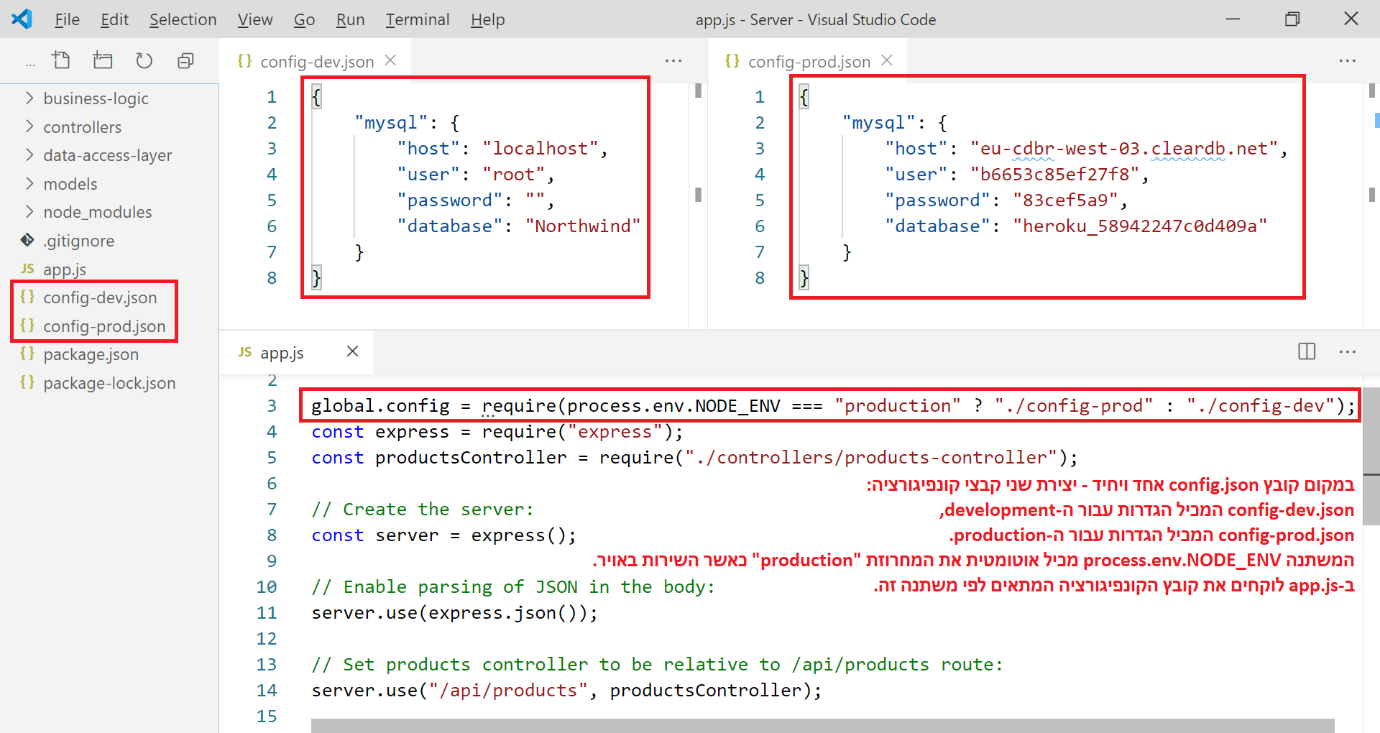 File Edit Selection View Go Run Terminal Help
app.js - Server - Visual Studio Code
...
business-logic
controllers
data-access-layer
models
node_modules
.gitignore
JS app.js
{} config-dev.json
{} config-prod.json
{} package.json
{} package-lock.json
{} config-dev.json
1 {
2 "mysql": {
3 "host": "localhost",
4 "user": "root",
5 "password": "",
6 "database": "Northwind"
7 }
8 }
{} config-prod.json
1 {
2 "mysql": {
3 "host": "eu-cdbr-west-03.cleardb.net",
4 "user": "b6653c85ef27f8",
5 "password": "83cef5a9",
6 "database": "heroku_58942247c0d409a"
7 }
8 }
JS app.js
2
3 global.config = require(process.env.NODE_ENV === "production" ? "./config-prod" : "./config-dev");
4 const express = require("express");
5 const productsController = require("./controllers/products-controller");
6
7 // Create the server:
8 const server = express();
9
10 // Enable parsing of JSON in the body:
11 server.use(express.json());
12
13 // Set products controller to be relative to /api/products route:
14 server.use("/api/products", productsController);
15
במקום קובץ config.json אחד ויחיד - יצירת שני קבצי קונפיגורציה:
config-dev.json המכיל הגדרות עבור ה-development,
config-prod.json המכיל הגדרות עבור ה-production.
המשתנה process.env.NODE_ENV מכיל אוטומטית את המחרוזת "production" כאשר השירות באויר.
ב-app.js לוקחים את קובץ הקונפיגורציה המתאים לפי משתנה זה.